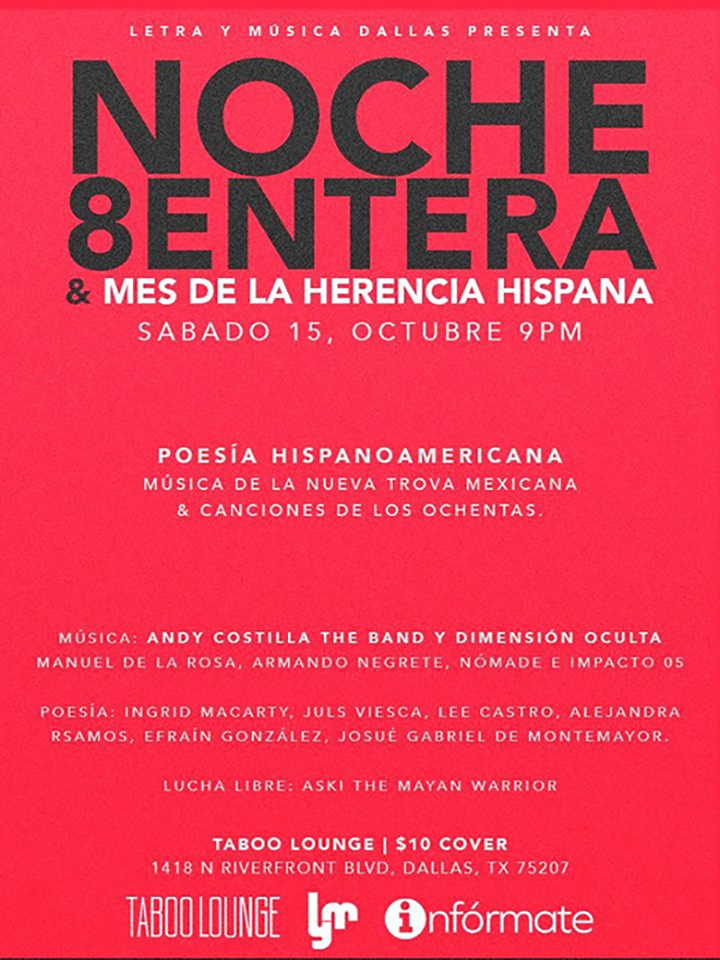 LETRA Y MÚSICA DALLAS PRESENTA
NOCHE
8ENTERA
& MES DE LA HERENCIA HISPANA
SABADO 15, OCTUBRE 9PM
POESÍA HISPANOAMERICANA
MÚSICA DE LA NUEVA TROVA MEXICANA
& CANCIONES DE LOS OCHENTAS.
MÚSICA: ANDY COSTILLA THE BAND Y DIMENSIÓN OCULTA
MANUEL DE LA ROSA, ARMANDO NEGRETE, NÓMADE E IMPACTO 05
POESÍA: INGRID MACARTY, JULS VIESCA, LEE CASTRO, ALEJANDRA
RSAMOS, EFRAÍN GONZÁLEZ, JOSUÉ GABRIEL DE MONTEMAYOR.
LUCHA LIBRE: ASKI THE MAYAN WARRIOR
TABOO LOUNGE | $10 COVER
1418 N RIVERFRONT BLVD, DALLAS, TX 75207
TABOO LOUNGE lym infórmate